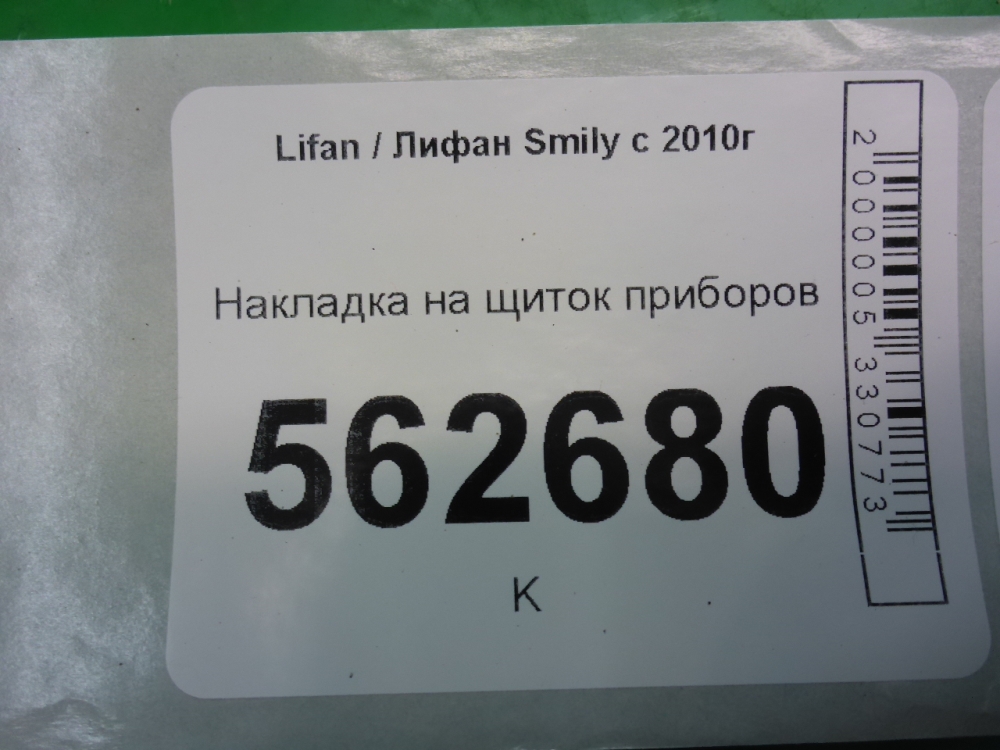 Lifan / Лифан Smily с 2010г
Накладка на щиток приборов
562680
К
2000005330773